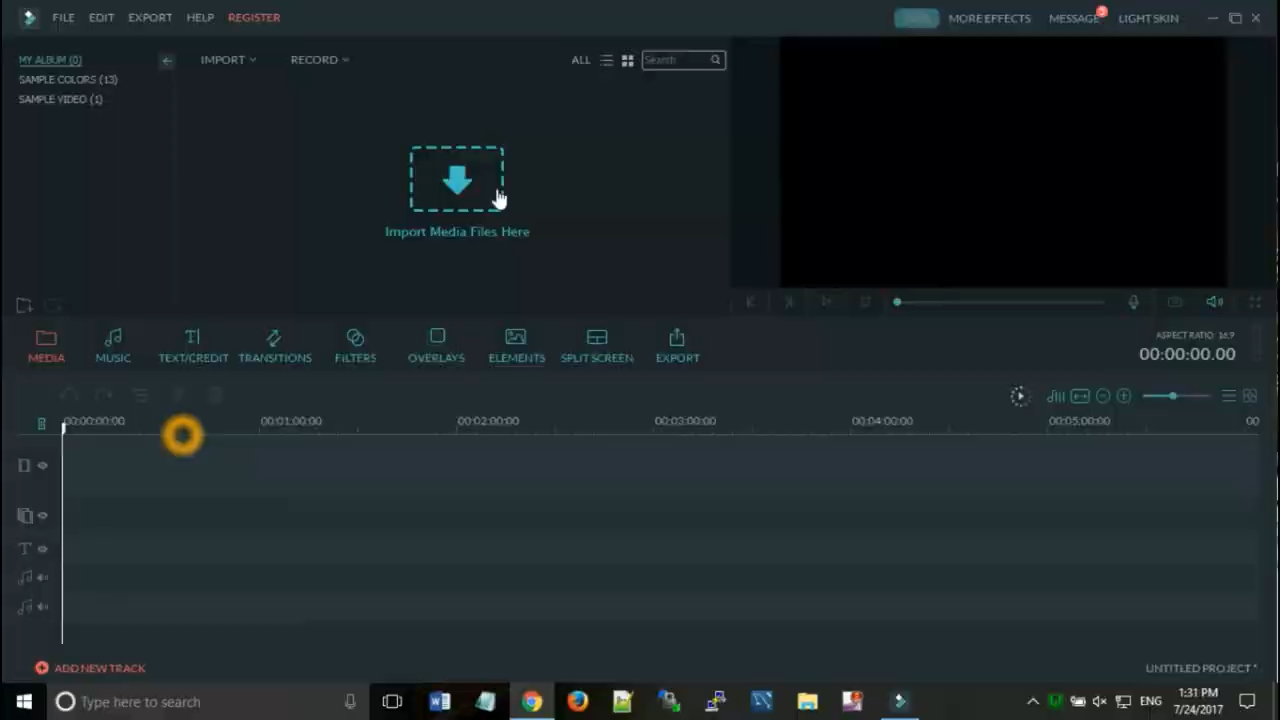 FILE EDIT EXPORT HELP REGISTER
MORE EFFECTS MESSAGE LIGHT SKIN
MY ALBUM (0) IMPORT RECORD ALL Search
SAMPLE COLORS (13)
SAMPLE VIDEO (1)
Import Media Files Here
MEDIA MUSIC TEXT/CREDIT TRANSITIONS FILTERS OVERLAYS ELEMENTS SPLIT SCREEN EXPORT
ASPECT RATIO: 16:9
00:00:00.00
00:00:00:00 00:01:00:00 00:02:00:00 00:03:00:00 00:04:00:00 00:05:00:00 00
ADD NEW TRACK UNTITLED PROJECT *
Type here to search ENG 1:31 PM
7/24/2017